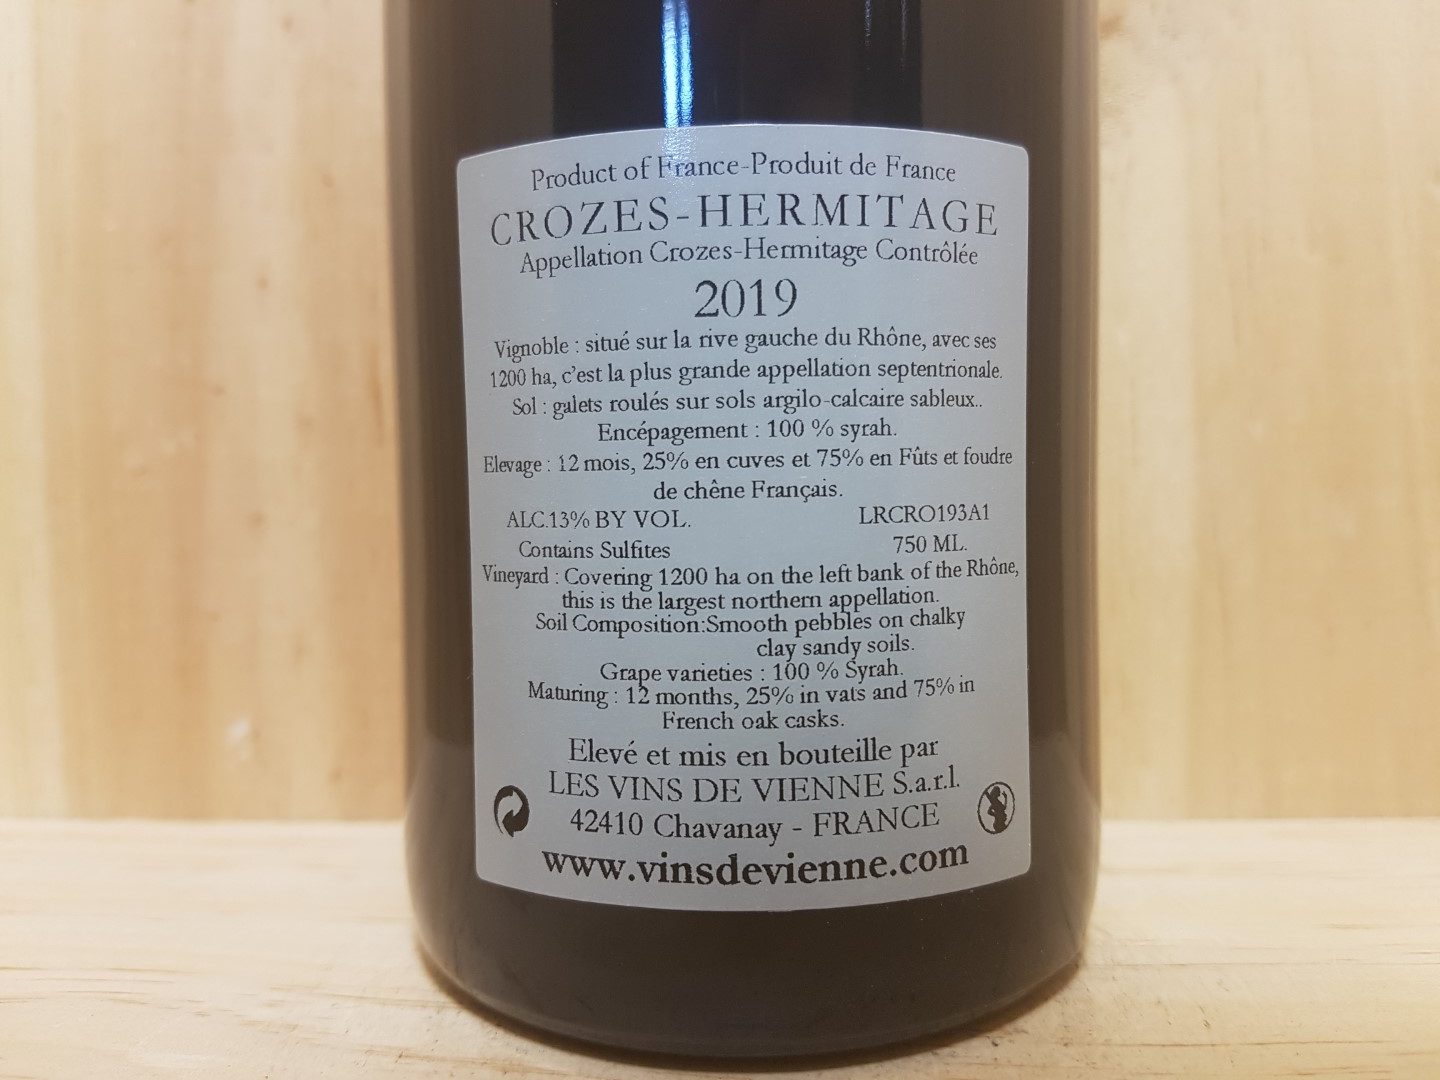 Product of France-Produit de France
CROZES-HERMITAGE
Appellation Crozes-Hermitage Contrôlée
2019
Vignoble : situé sur la rive gauche du Rhône, avec ses
1200 ha, c'est la plus grande appellation septentrionale.
Sol : galets roulés sur sols argilo-calcaire sableux..
Encépagement : 100 % syrah.
Elevage : 12 mois, 25% en cuves et 75% en Fûts et foudre
de chêne Français.
ALC.13% BY VOL. LRCRO193A1
Contains Sulfites 750 ML.
Vineyard : Covering 1200 ha on the left bank of the Rhône,
this is the largest northern appellation.
Soil Composition:Smooth pebbles on chalky
clay sandy soils.
Grape varieties : 100 % Syrah.
Maturing : 12 months, 25% in vats and 75% in
French oak casks.
Elevé et mis en bouteille par
LES VINS DE VIENNE S.a.r.l.
42410 Chavanay - FRANCE
www.vinsdevienne.com